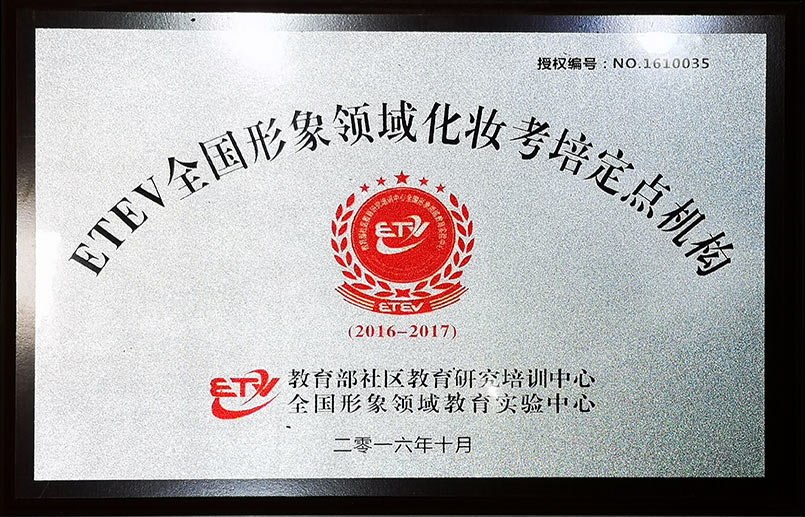 授权编号：NO.1610035
ETEV全国形象领域化妆考培定点机构
ETV
ETEV
(2016-2017)
ETV
教育部社区教育研究培训中心
全国形象领域教育实验中心
二零一六年十月